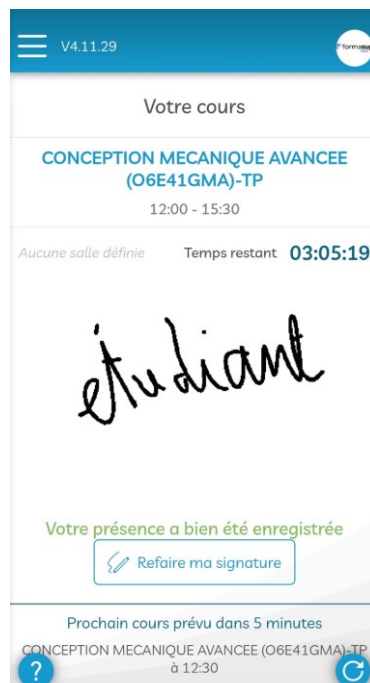 V4.11.29
Votre cours
CONCEPTION MECANIQUE AVANCEE
(O6E41GMA)-TP
12:00 - 15:30
Aucune salle définie Temps restant 03:05:19
étudiant
Votre présence a bien été enregistrée
Refaire ma signature
Prochain cours prévu dans 5 minutes
CONCEPTION MECANIQUE AVANCEE (O6E41GMA)-TP
à 12:30
?